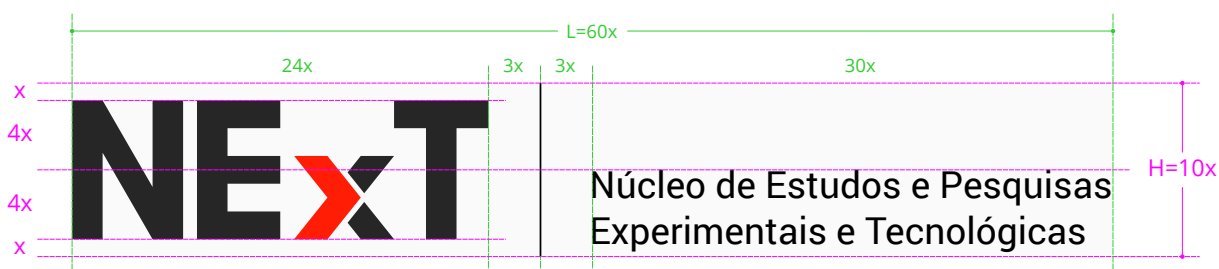 L=60x
24x 3x 3x 30x
x
4x
4x
x
NExT
H=10x
Núcleo de Estudos e Pesquisas
Experimentais e Tecnológicas